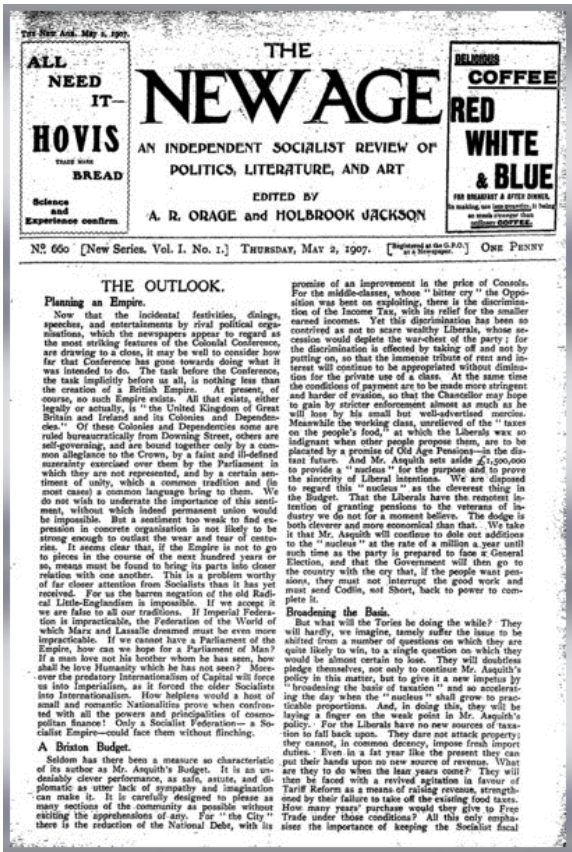 THE NEW AGE. May 2, 1907.
ALL
NEED
IT—
HOVIS
TRADE MARK
BREAD
Science
and
Experience confirm
THE
NEW AGE
AN INDEPENDENT SOCIALIST REVIEW OF
POLITICS, LITERATURE, AND ART
EDITED BY
A. R. ORAGE and HOLBROOK JACKSON
DELICIOUS
COFFEE
RED
WHITE
& BLUE
FOR BREAKFAST & AFTER DINNER.
In making, use less quantity, it being
so much stronger than
ordinary COFFEE.
No. 660 [New Series. Vol. I. No. 1.] THURSDAY, MAY 2, 1907. [Registered at the G.P.O. as a Newspaper.] ONE PENNY
THE OUTLOOK.
Planning an Empire.
Now that the incidental festivities, dinings,
speeches, and entertainments by rival political orga-
nisations, which the newspapers appear to regard as
the most striking features of the Colonial Conference,
are drawing to a close, it may be well to consider how
far that Conference has gone towards doing what it
was intended to do. The task before the Conference,
the task implicitly before us all, is nothing less than
the creation of a British Empire. At present, of
course, no such Empire exists. All that exists, either
legally or actually, is "the United Kingdom of Great
Britain and Ireland and its Colonies and Dependen-
cies." Of these Colonies and Dependencies some are
ruled bureaucratically from Downing Street, others are
self-governing, and are bound together only by a com-
mon allegiance to the Crown, by a faint and ill-defined
suzerainty exercised over them by the Parliament in
which they are not represented, and by a certain sen-
timent of unity, which a common tradition and (in
most cases) a common language bring to them. We
do not wish to underrate the importance of this senti-
ment, without which indeed permanent union would
be impossible. But a sentiment too weak to find ex-
pression in concrete organisation is not likely to be
strong enough to outlast the wear and tear of centu-
ries. It seems clear that, if the Empire is not to go
to pieces in the course of the next hundred years or
so, means must be found to bring its parts into closer
relation with one another. This is a problem worthy
of far closer attention from Socialists than it has yet
received. For us the barren negation of the old Radi-
cal Little-Englandism is impossible. If we accept it
we are false to all our traditions. If Imperial Federa-
tion is impracticable, the Federation of the World of
which Marx and Lassalle dreamed must be even more
impracticable. If we cannot have a Parliament of the
Empire, how can we hope for a Parliament of Man?
If a man love not his brother whom he has seen, how
shall he love Humanity which he has not seen? More-
over the predatory Internationalism of Capital will force
us into Imperialism, as it forced the older Socialists
into Internationalism. How helpless would a host of
small and romantic Nationalities prove when confron-
ted with all the powers and principalities of cosmo-
politan finance! Only a Socialist Federation—a So-
cialist Empire—could face them without flinching.
A Brixton Budget.
Seldom has there been a measure so characteristic
of its author as Mr. Asquith's Budget. It is an un-
deniably clever performance, as safe, astute, and di-
plomatic as utter lack of sympathy and imagination
can make it. It is carefully designed to please as
many sections of the community as possible without
exciting the apprehensions of any. For "the City"
there is the reduction of the National Debt, with its
promise of an improvement in the price of Consols.
For the middle-classes, whose "bitter cry" the Oppo-
sition was bent on exploiting, there is the discrimina-
tion of the Income Tax, with its relief for the smaller
earned incomes. Yet this discrimination has been so
contrived as not to scare wealthy Liberals, whose se-
cession would deplete the war-chest of the party; for
the discrimination is effected by taking off and not by
putting on, so that the immense tribute of rent and in-
terest will continue to be appropriated without diminu-
tion for the private use of a class. At the same time
the conditions of payment are to be made more stringent
and harder of evasion, so that the Chancellor may hope
to gain by stricter enforcement almost as much as he
will lose by his small but well-advertised mercies.
Meanwhile the working class, unrelieved of the "taxes
on the people's food," at which the Liberals wax so
indignant when other people propose them, are to be
placated by a promise of Old Age Pensions—in the dis-
tant future. And Mr. Asquith sets aside £1,500,000
to provide a "nucleus" for the purpose and to prove
the sincerity of Liberal intentions. We are disposed
to regard this "nucleus" as the cleverest thing in
the Budget. That the Liberals have the remotest in-
tention of granting pensions to the veterans of in-
dustry we do not for a moment believe. The dodge is
both cleverer and more economical than that. We take
it that Mr. Asquith will continue to dole out additions
to the "nucleus" at the rate of a million a year until
such time as the party is prepared to face a General
Election, and that the Government will then go to
the country with the cry that, if the people want pen-
sions, they must not interrupt the good work and
must send Codlin, not Short, back to power to com-
plete it.
Broadening the Basis.
But what will the Tories be doing the while? They
will hardly, we imagine, tamely suffer the issue to be
shifted from a number of questions on which they are
quite likely to win, to a single question on which they
would be almost certain to lose. They will doubtless
pledge themselves, not only to continue Mr. Asquith's
policy in this matter, but to give it a new impetus by
"broadening the basis of taxation" and so accelerat-
ing the day when the "nucleus" shall grow to prac-
ticable proportions. And, in doing this, they will be
laying a finger on the weak point in Mr. Asquith's
policy. For the Liberals have no new sources of taxa-
tion to fall back upon. They dare not attack property;
they cannot, in common decency, impose fresh import
duties. Even in a fat year like the present they can
put their hands upon no new source of revenue. What
are they to do when the lean years come? They will
then be faced with a revived agitation in favour of
Tariff Reform as a means of raising revenue, strength-
ened by their failure to take off the existing food taxes.
How many years' purchase would they give to Free
Trade under those conditions? All this only empha-
sises the importance of keeping the Socialist fiscal